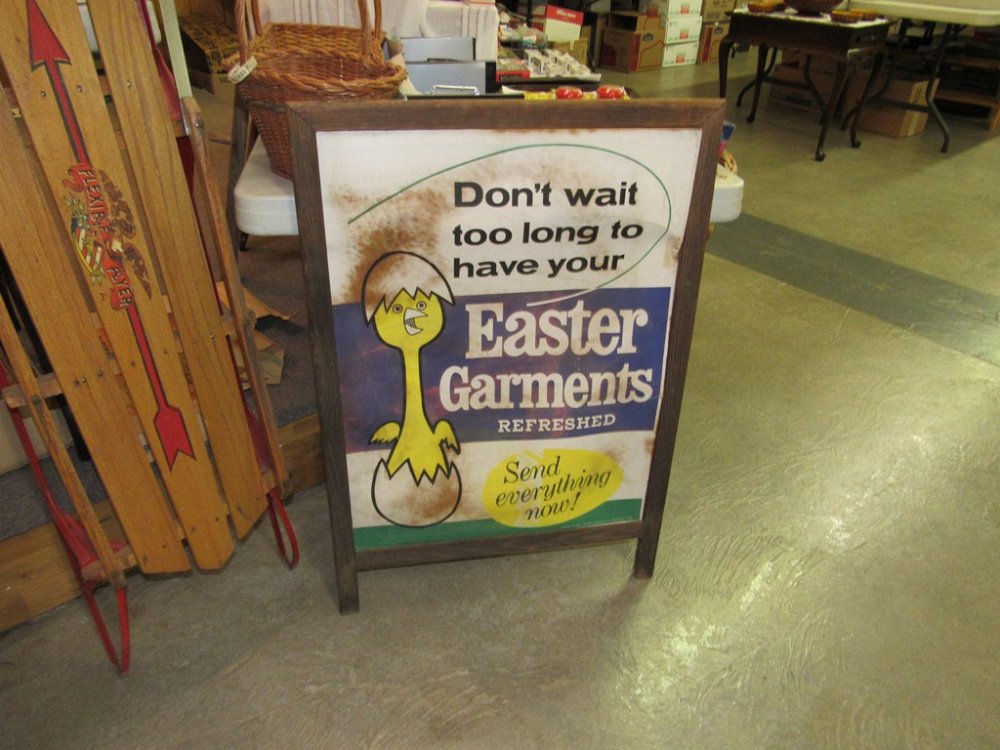 Don't wait
too long to
have your
Easter
Garments
REFRESHED
Send
everything
now!
FLEXIBLE
FLYER